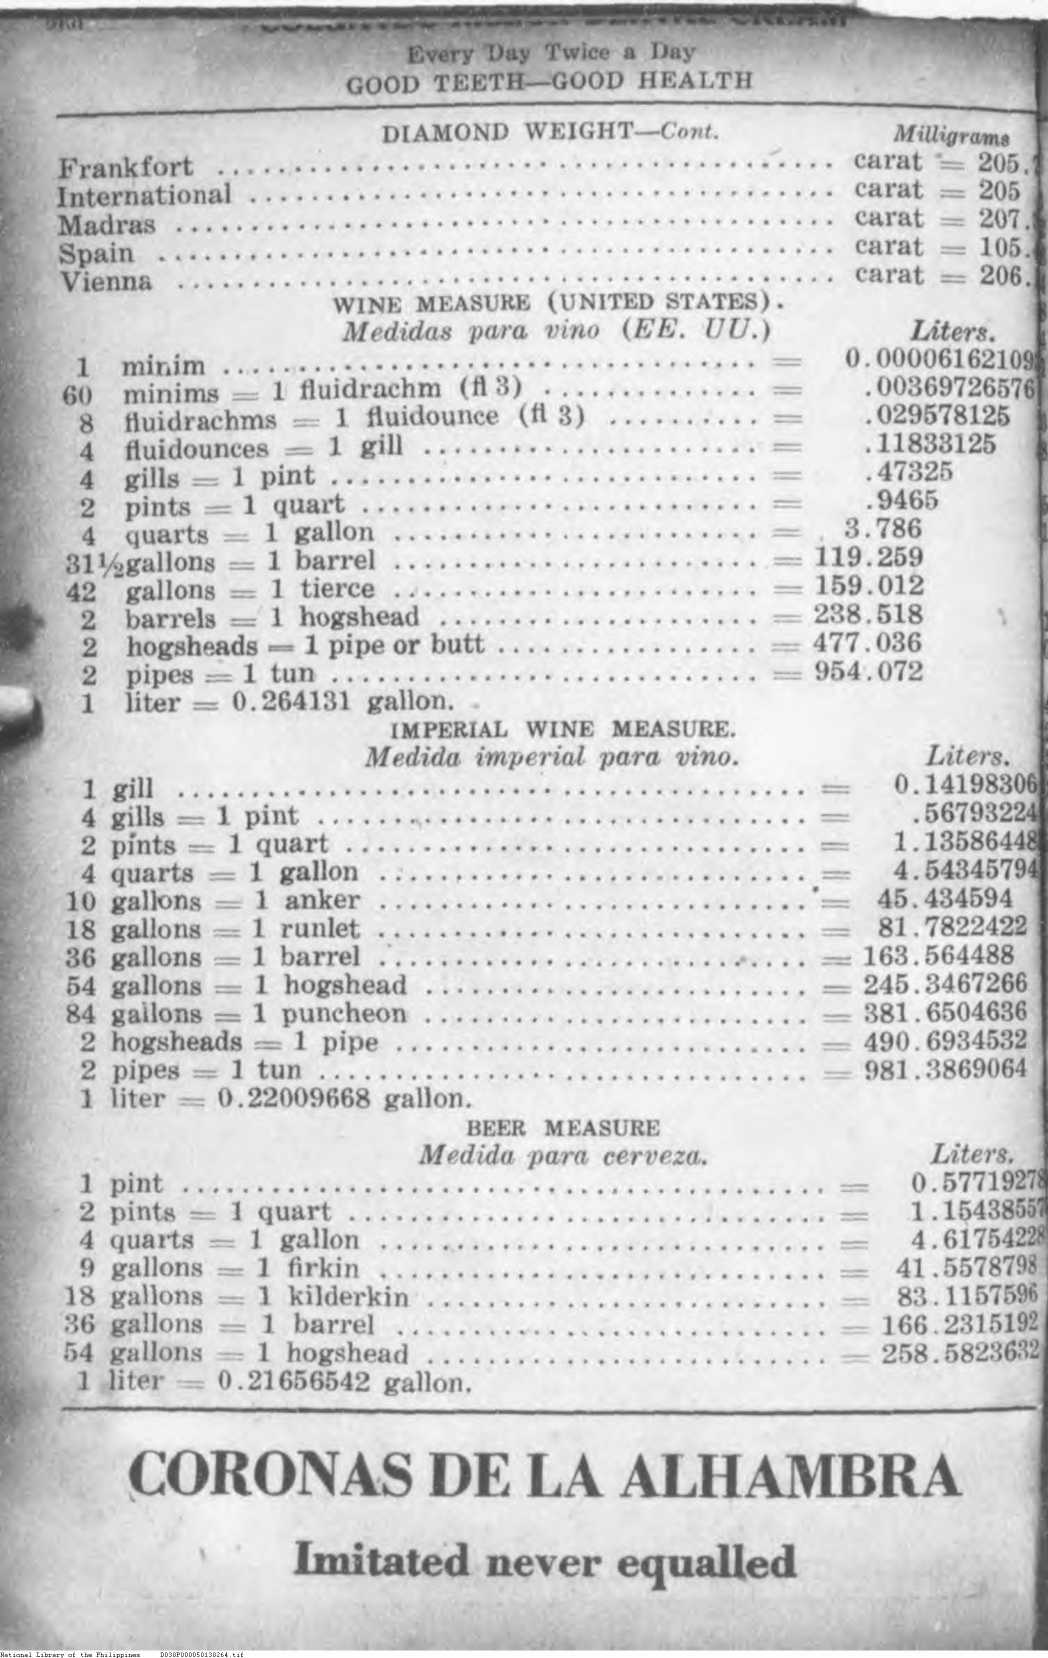 Every Day Twice a Day
GOOD TEETH—GOOD HEALTH
DIAMOND WEIGHT—Cont. Milligrams
Frankfort ........ carat = 205.
International ........ carat = 205
Madras ........ carat = 207.
Spain ........ carat = 105.
Vienna ........ carat = 206.
WINE MEASURE (UNITED STATES).
Medidas para vino (EE. UU.) Liters.
1 minim ........ = 0.00006162109
60 minims = 1 fluidrachm (fl 3) ........ = .00369726576
8 fluidrachms = 1 fluidounce (fl 3) ........ = .029578125
4 fluidounces = 1 gill ........ = .11833125
4 gills = 1 pint ........ = .47325
2 pints = 1 quart ........ = .9465
4 quarts = 1 gallon ........ = 3.786
31½ gallons = 1 barrel ........ = 119.259
42 gallons = 1 tierce ........ = 159.012
2 barrels = 1 hogshead ........ = 238.518
2 hogsheads = 1 pipe or butt ........ = 477.036
2 pipes = 1 tun ........ = 954.072
1 liter = 0.264131 gallon.
IMPERIAL WINE MEASURE.
Medida imperial para vino. Liters.
1 gill ........ = 0.14198306
4 gills = 1 pint ........ = .56793224
2 pints = 1 quart ........ = 1.13586448
4 quarts = 1 gallon ........ = 4.54345794
10 gallons = 1 anker ........ = 45.434594
18 gallons = 1 runlet ........ = 81.7822422
36 gallons = 1 barrel ........ = 163.564488
54 gallons = 1 hogshead ........ = 245.3467266
84 gallons = 1 puncheon ........ = 381.6504636
2 hogsheads = 1 pipe ........ = 490.6934532
2 pipes = 1 tun ........ = 981.3869064
1 liter = 0.22009668 gallon.
BEER MEASURE
Medida para cerveza. Liters.
1 pint ........ = 0.57719278
2 pints = 1 quart ........ = 1.15438557
4 quarts = 1 gallon ........ = 4.61754228
9 gallons = 1 firkin ........ = 41.5578798
18 gallons = 1 kilderkin ........ = 83.1157596
36 gallons = 1 barrel ........ = 166.2315192
54 gallons = 1 hogshead ........ = 258.5823632
1 liter = 0.21656542 gallon.
CORONAS DE LA ALHAMBRA
Imitated never equalled
National Library of the Philippines D038P000050138264.tif